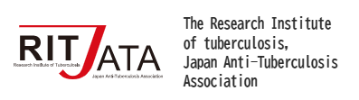 RIT JATA
Research Institute of Tuberculosis
Japan Anti-Tuberculosis Association
The Research Institute
of tuberculosis,
Japan Anti-Tuberculosis
Association